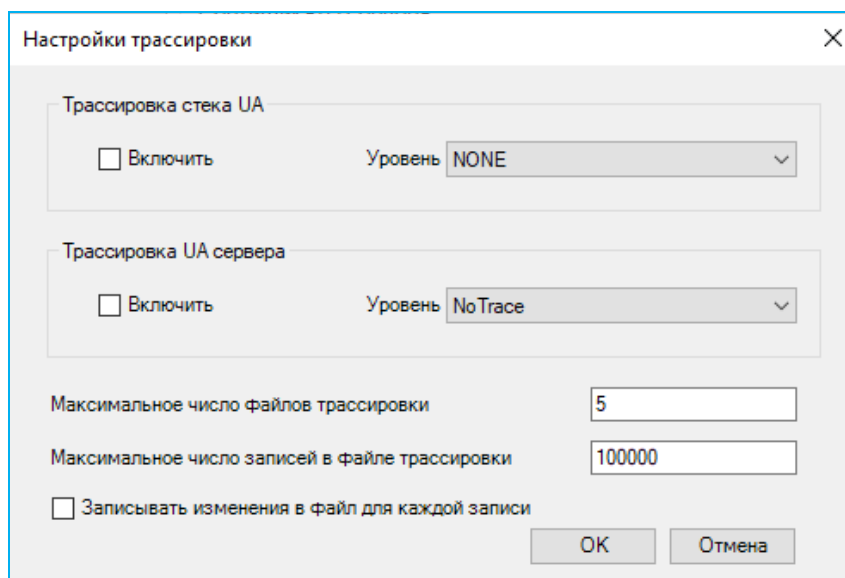 Настройки трассировки
Трассировка стека UA
Включить Уровень NONE
Трассировка UA сервера
Включить Уровень NoTrace
Максимальное число файлов трассировки 5
Максимальное число записей в файле трассировки 100000
Записывать изменения в файл для каждой записи
OK Отмена